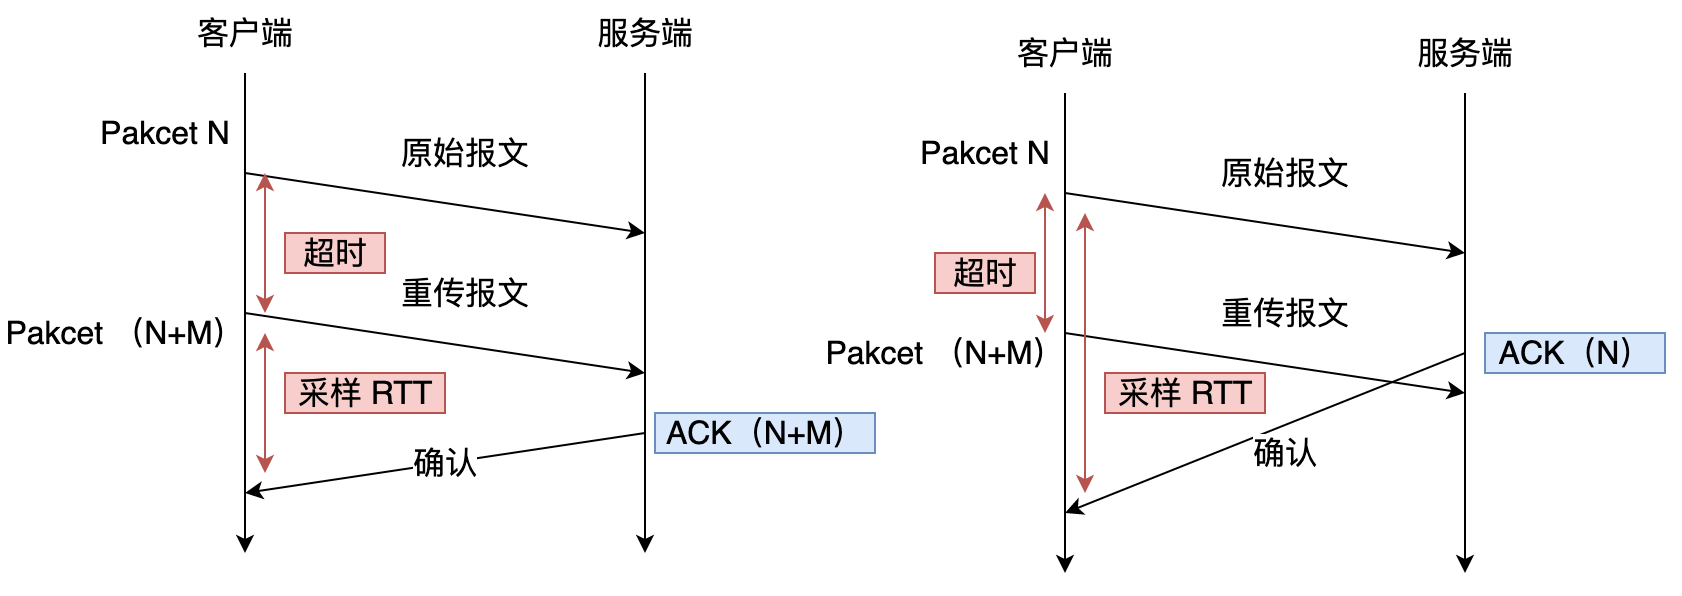 客户端
服务端
Pakcet N
原始报文
超时
重传报文
Pakcet （N+M）
采样 RTT
ACK（N+M）
确认
客户端
服务端
Pakcet N
原始报文
超时
重传报文
Pakcet （N+M）
ACK（N）
采样 RTT
确认